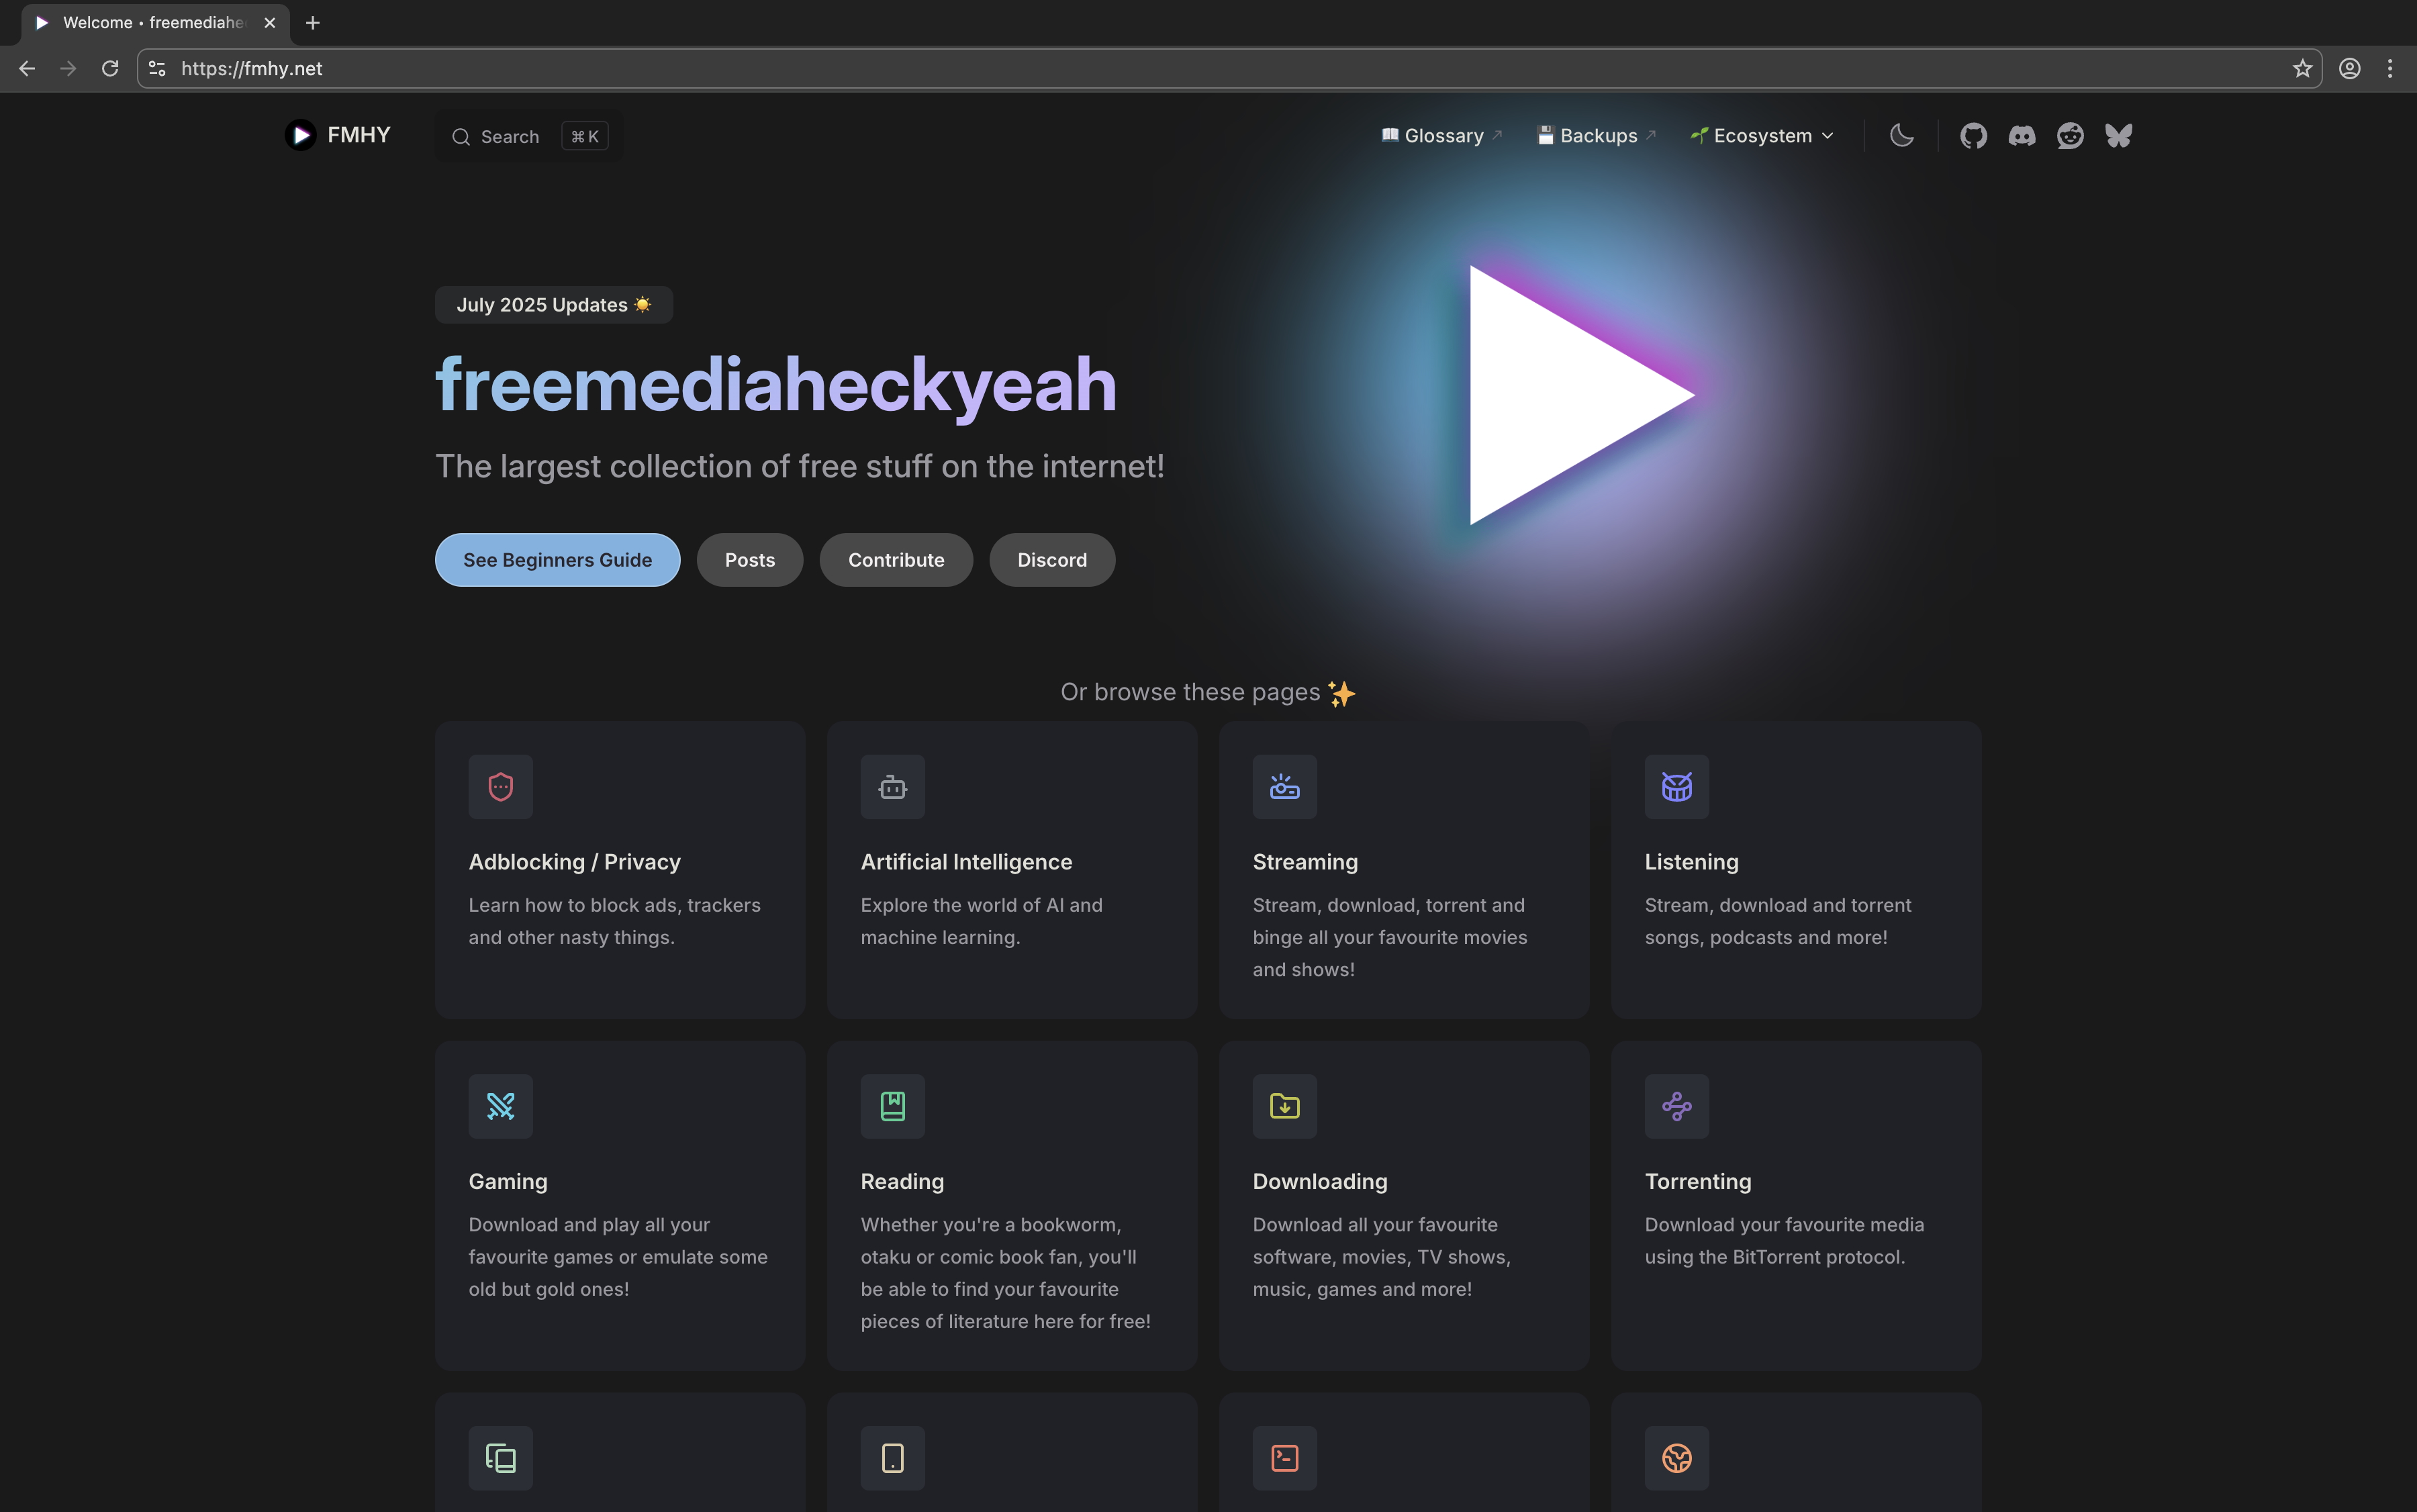 Welcome • freemediahe
https://fmhy.net
FMHY
Search
⌘ K
📖 Glossary
💾 Backups
🌱 Ecosystem
July 2025 Updates ☀️
freemediaheckyeah
The largest collection of free stuff on the internet!
See Beginners Guide
Posts
Contribute
Discord
Or browse these pages ✨
Adblocking / Privacy
Learn how to block ads, trackers
and other nasty things.
Artificial Intelligence
Explore the world of AI and
machine learning.
Streaming
Stream, download, torrent and
binge all your favourite movies
and shows!
Listening
Stream, download and torrent
songs, podcasts and more!
Gaming
Download and play all your
favourite games or emulate some
old but gold ones!
Reading
Whether you're a bookworm,
otaku or comic book fan, you'll
be able to find your favourite
pieces of literature here for free!
Downloading
Download all your favourite
software, movies, TV shows,
music, games and more!
Torrenting
Download your favourite media
using the BitTorrent protocol.